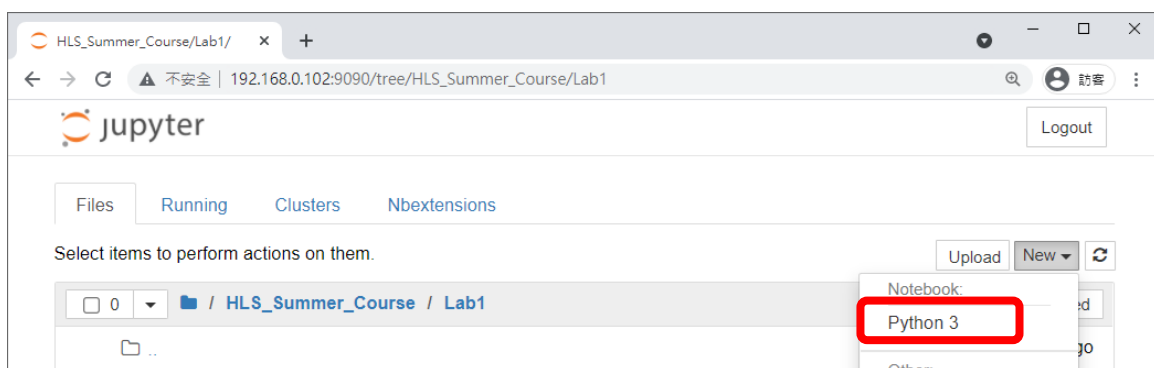 HLS_Summer_Course/Lab1/
不安全 | 192.168.0.102:9090/tree/HLS_Summer_Course/Lab1 訪客
jupyter Logout
Files Running Clusters Nbextensions
Select items to perform actions on them. Upload New
Notebook:
0 / HLS_Summer_Course / Lab1
Python 3
..